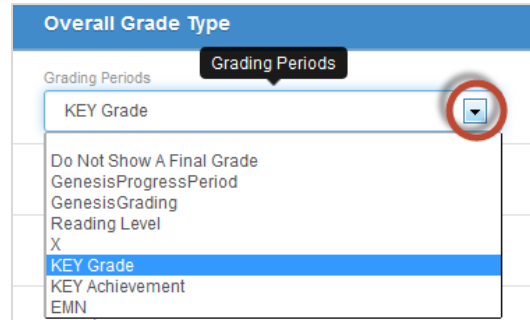 Overall Grade Type
Grading Periods
Grading Periods
KEY Grade
Do Not Show A Final Grade
GenesisProgressPeriod
GenesisGrading
Reading Level
X
KEY Grade
KEY Achievement
EMN